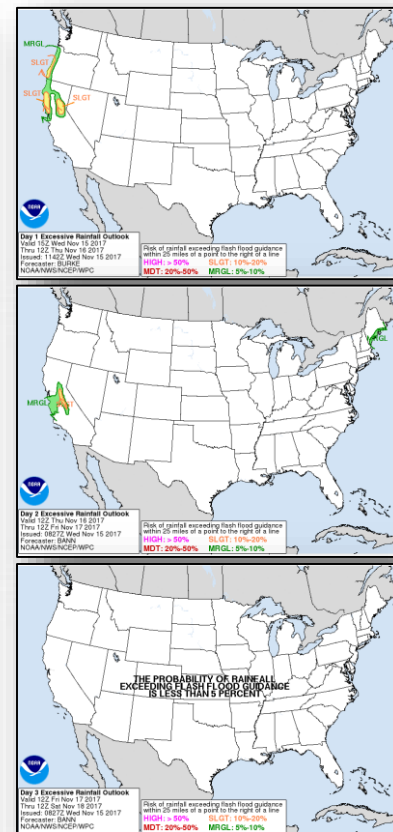 MRGL
SLGT
SLGT
SLGT
NOAA
Day 1 Excessive Rainfall Outlook
Valid 15Z Wed Nov 15 2017
Thru 12Z Thu Nov 16 2017
Issued: 1142Z Wed Nov 15 2017
Forecaster: BURKE
NOAA/NWS/NCEP/WPC
Risk of rainfall exceeding flash flood guidance
within 25 miles of a point to the right of a line
HIGH: > 50% SLGT: 10%-20%
MDT: 20%-50% MRGL: 5%-10%
MRGL
MRGL
NOAA
Day 2 Excessive Rainfall Outlook
Valid 12Z Thu Nov 16 2017
Thru 12Z Fri Nov 17 2017
Issued: 0827Z Wed Nov 15 2017
Forecaster: BANN
NOAA/NWS/NCEP/WPC
Risk of rainfall exceeding flash flood guidance
within 25 miles of a point to the right of a line
HIGH: > 50% SLGT: 10%-20%
MDT: 20%-50% MRGL: 5%-10%
THE PROBABILITY OF RAINFALL
EXCEEDING FLASH FLOOD GUIDANCE
IS LESS THAN 5 PERCENT
NOAA
Day 3 Excessive Rainfall Outlook
Valid 12Z Fri Nov 17 2017
Thru 12Z Sat Nov 18 2017
Issued: 0827Z Wed Nov 15 2017
Forecaster: BANN
NOAA/NWS/NCEP/WPC
Risk of rainfall exceeding flash flood guidance
within 25 miles of a point to the right of a line
HIGH: > 50% SLGT: 10%-20%
MDT: 20%-50% MRGL: 5%-10%